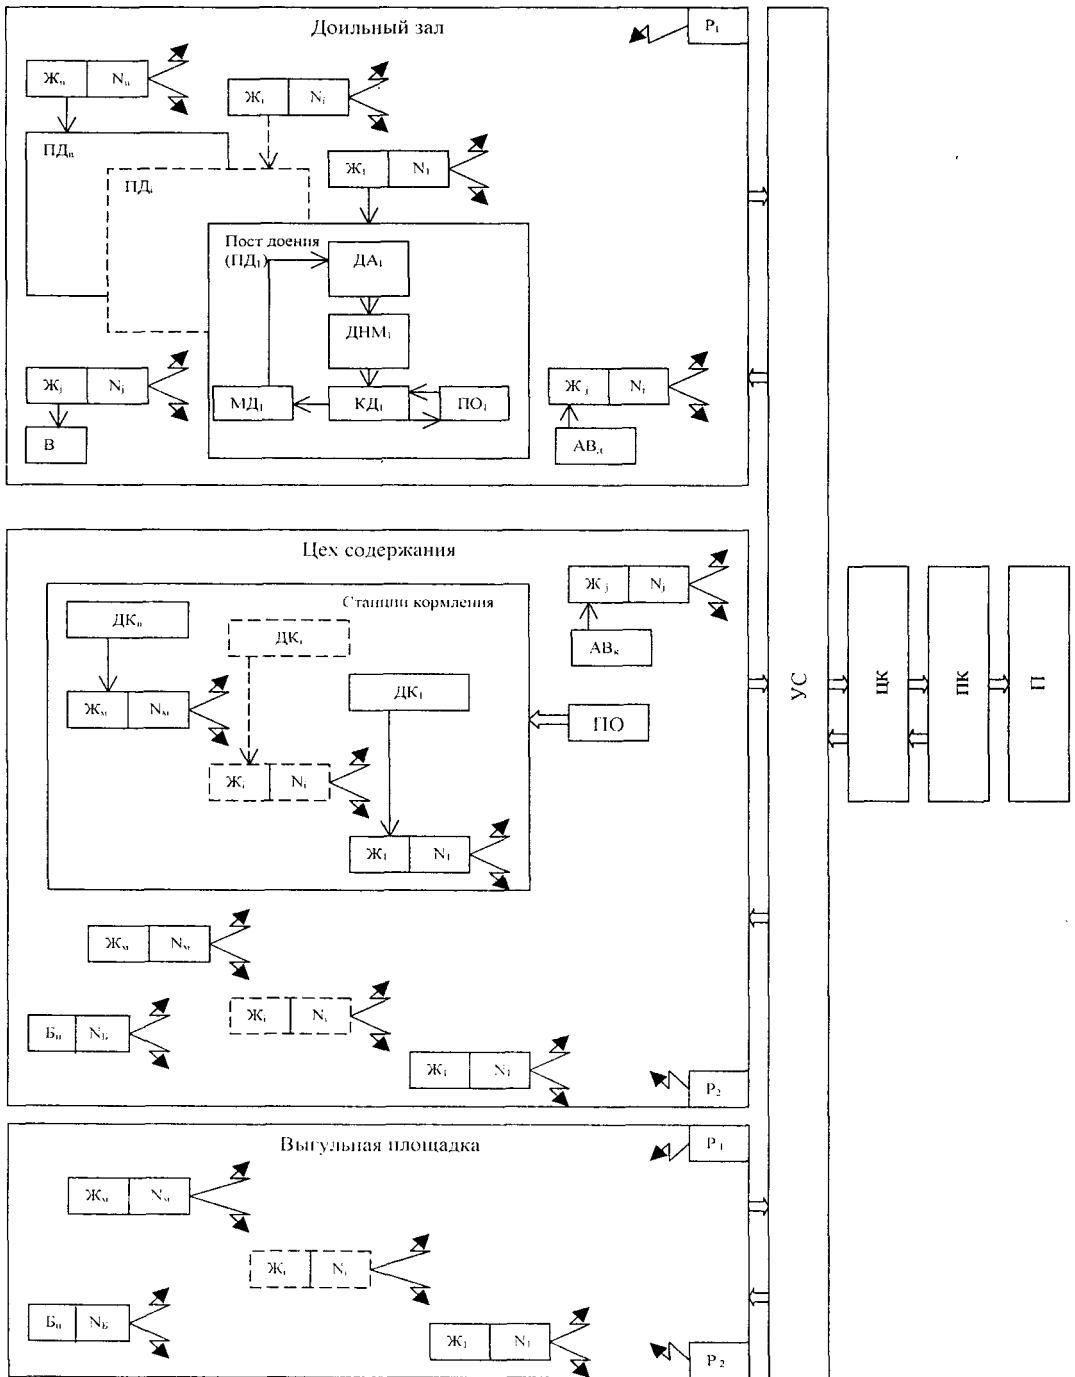 Доильный зал
P₁
Жₙ Nₙ
Жᵢ Nᵢ
ПДₙ
Ж₁ N₁
ПДᵢ
Пост доения
(ПД₁)
ДА₁
ДНМ₁
Жⱼ Nⱼ
МД₁ КД₁ ПО₁
Жⱼ Nⱼ
В
АВд
Цех содержания
Станции кормления
Жⱼ Nⱼ
ДКₙ
ДКᵢ
АВк
ДК₁
Жм Nм
ПО
Жᵢ Nᵢ
Ж₁ N₁
УС
ЦК
ПК
П
Жм Nм
Жᵢ Nᵢ
Бₙ NБ
Ж₁ N₁
P₂
Выгульная площадка
P₁
Жм Nм
Жᵢ Nᵢ
Бₙ NБ
Ж₁ N₁
P₂